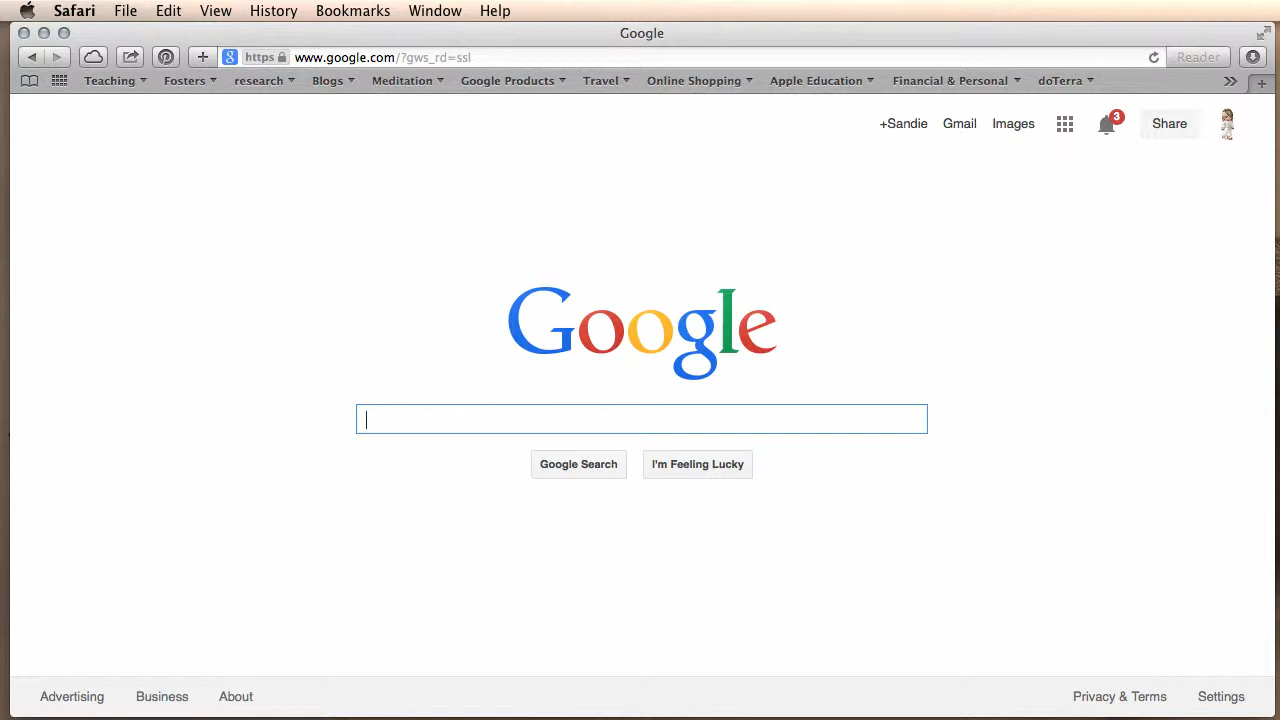 Safari File Edit View History Bookmarks Window Help
Google
https www.google.com/?gws_rd=ssl Reader
Teaching Fosters research Blogs Meditation Google Products Travel Online Shopping Apple Education Financial & Personal doTerra
+Sandie Gmail Images 3 Share
Google
Google Search I'm Feeling Lucky
Advertising Business About Privacy & Terms Settings